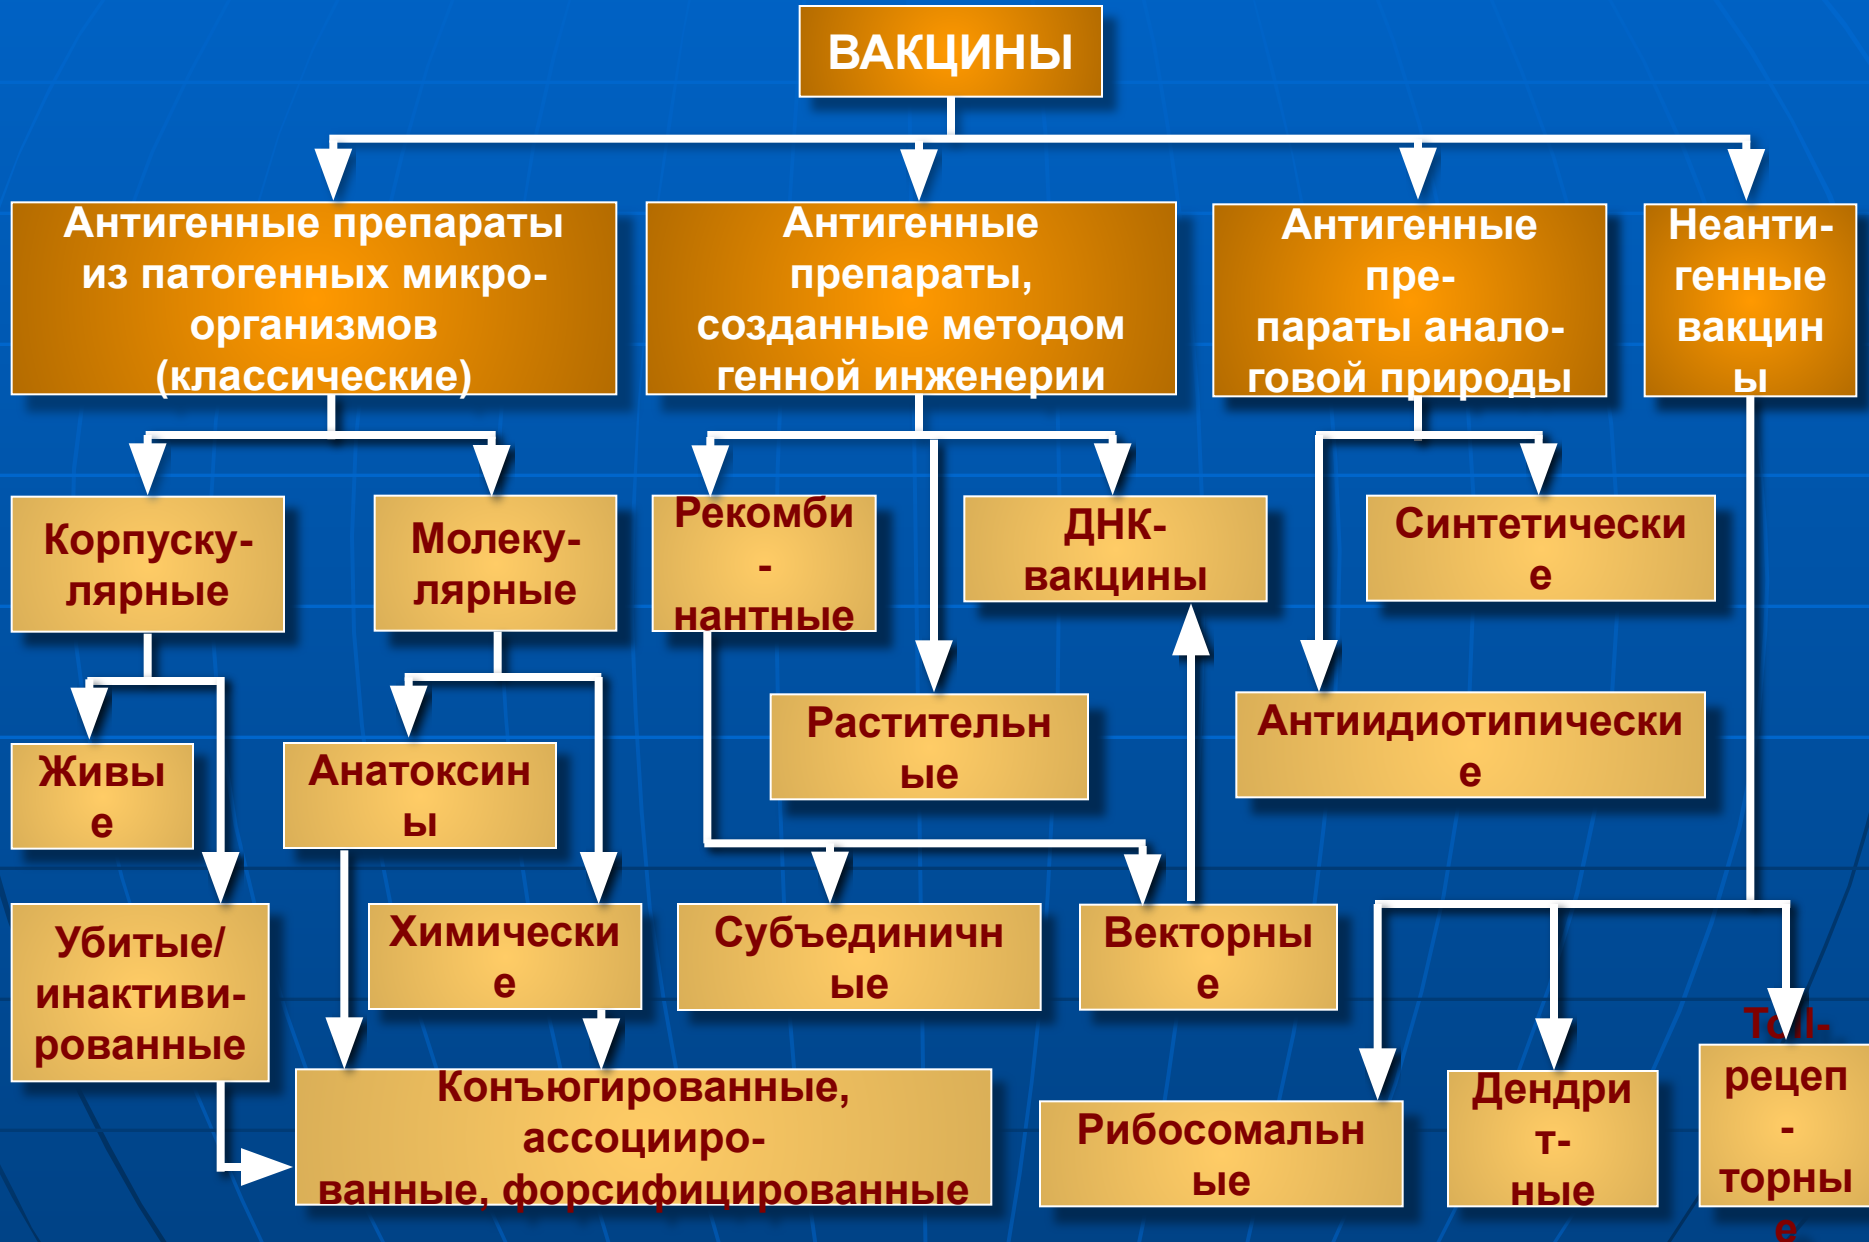 ВАКЦИНЫ
Антигенные препараты
из патогенных микро-
организмов
(классические)
Антигенные
препараты,
созданные методом
генной инженерии
Антигенные
пре-
параты анало-
говой природы
Неанти-
генные
вакцин
ы
Корпуску-
лярные
Молеку-
лярные
Рекомби
-
нантные
ДНК-
вакцины
Синтетически
е
Растительн
ые
Антиидиотипически
е
Живы
е
Анатоксин
ы
Убитые/
инактиви-
рованные
Химически
е
Субъединичн
ые
Векторны
е
Конъюгированные,
ассоцииро-
ванные, форсифицированные
Рибосомальн
ые
Дендри
т-
ные
Toll-
рецеп
-
торны
е